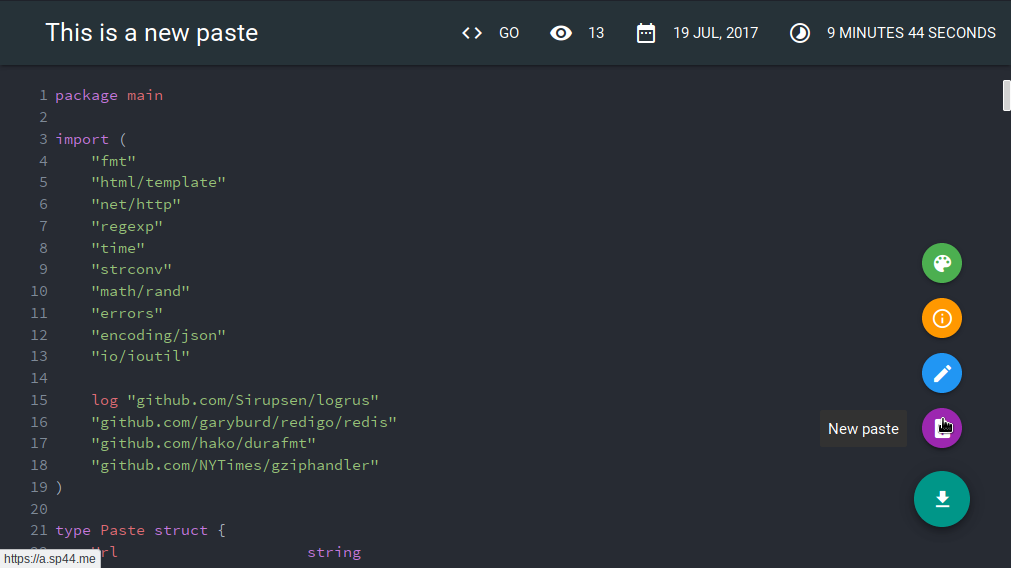 This is a new paste
GO
13
19 JUL, 2017
9 MINUTES 44 SECONDS
1 package main
2
3 import (
4 "fmt"
5 "html/template"
6 "net/http"
7 "regexp"
8 "time"
9 "strconv"
10 "math/rand"
11 "errors"
12 "encoding/json"
13 "io/ioutil"
14
15 log "github.com/Sirupsen/logrus"
16 "github.com/garyburd/redigo/redis"
17 "github.com/hako/durafmt"
18 "github.com/NYTimes/gziphandler"
19 )
20
21 type Paste struct {
string
New paste
https://a.sp44.me